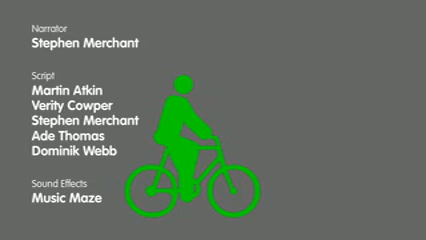 Narrator
Stephen Merchant
Script
Martin Atkin
Verity Cowper
Stephen Merchant
Ade Thomas
Dominik Webb
Sound Effects
Music Maze